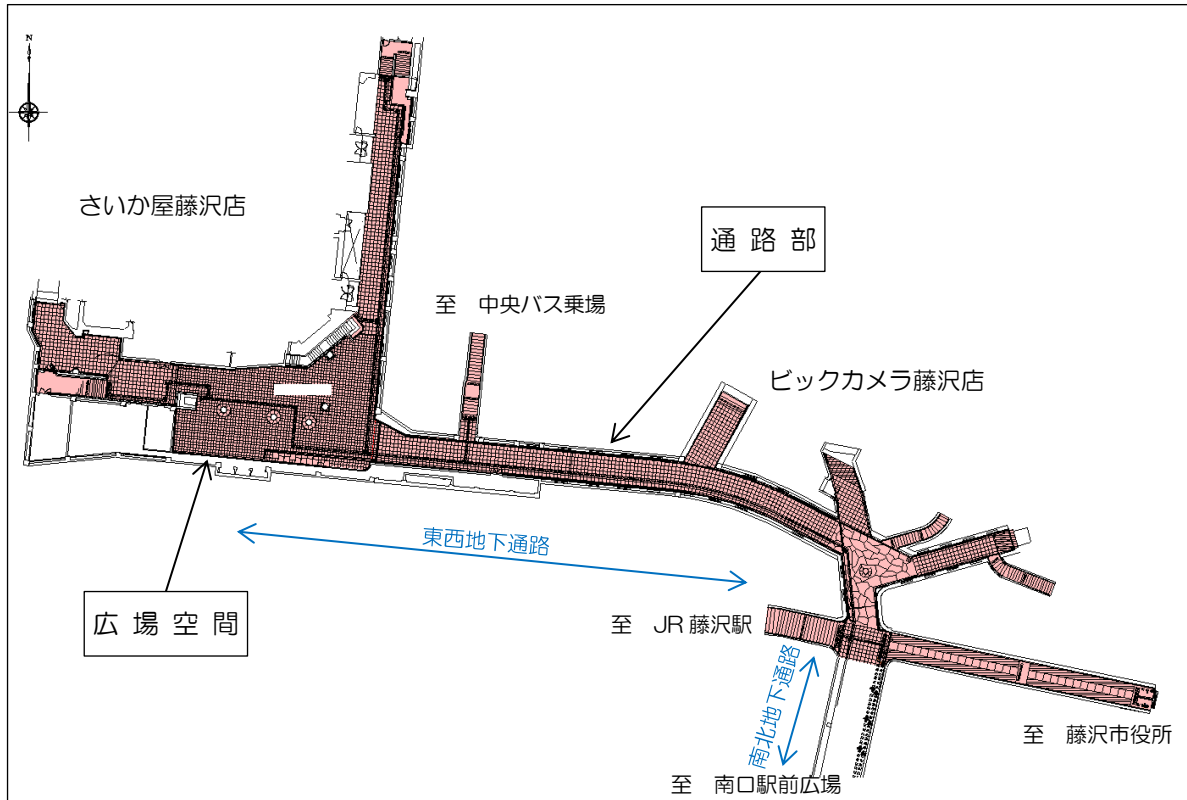 N
さいか屋藤沢店
通 路 部
至 中央バス乗場
ビックカメラ藤沢店
東西地下通路
広 場 空 間
至 JR 藤沢駅
南北地下通路
至 藤沢市役所
至 南口駅前広場